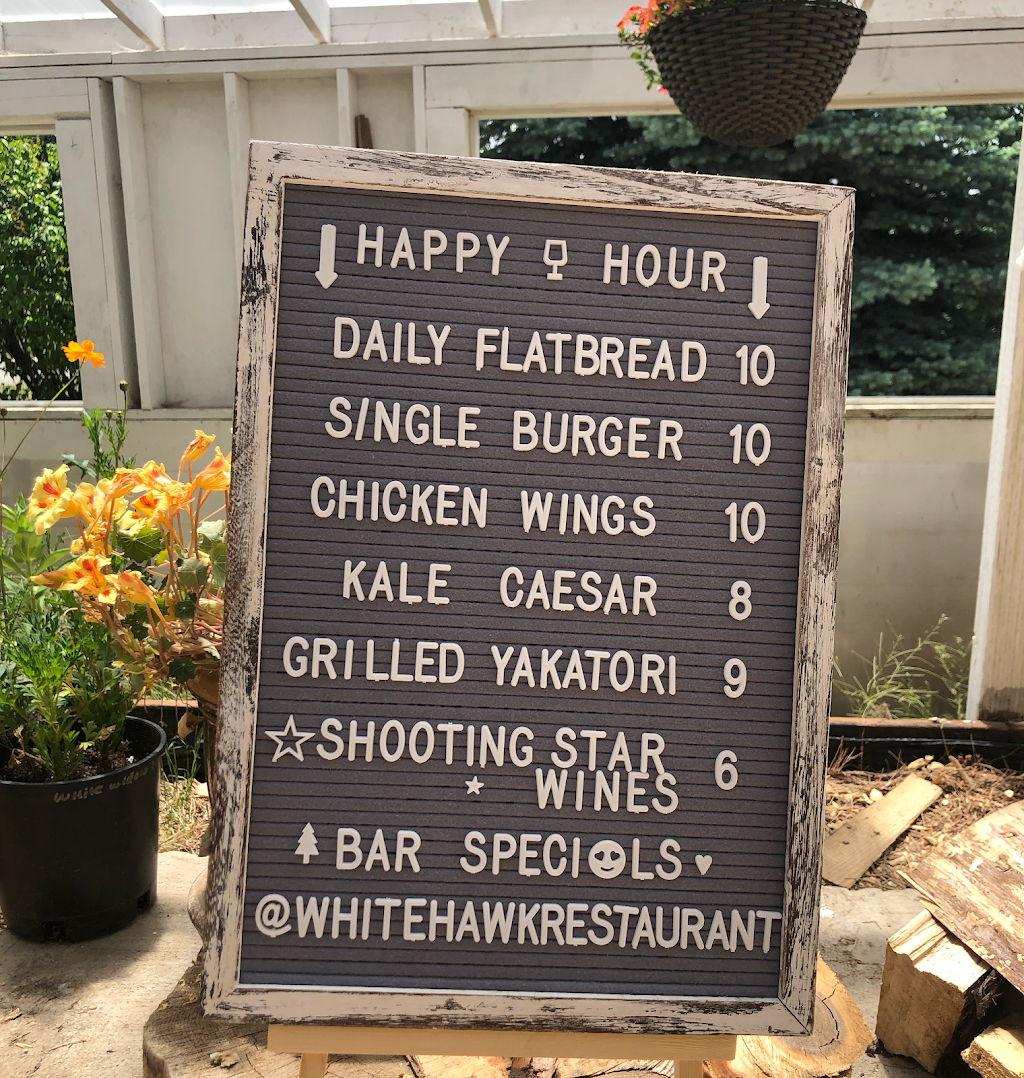 HAPPY HOUR
DAILY FLATBREAD 10
SINGLE BURGER 10
CHICKEN WINGS 10
KALE CAESAR 8
GRILLED YAKATORI 9
SHOOTING STAR
WINES 6
BAR SPECI😍LS
@WHITEHAWKRESTAURANT